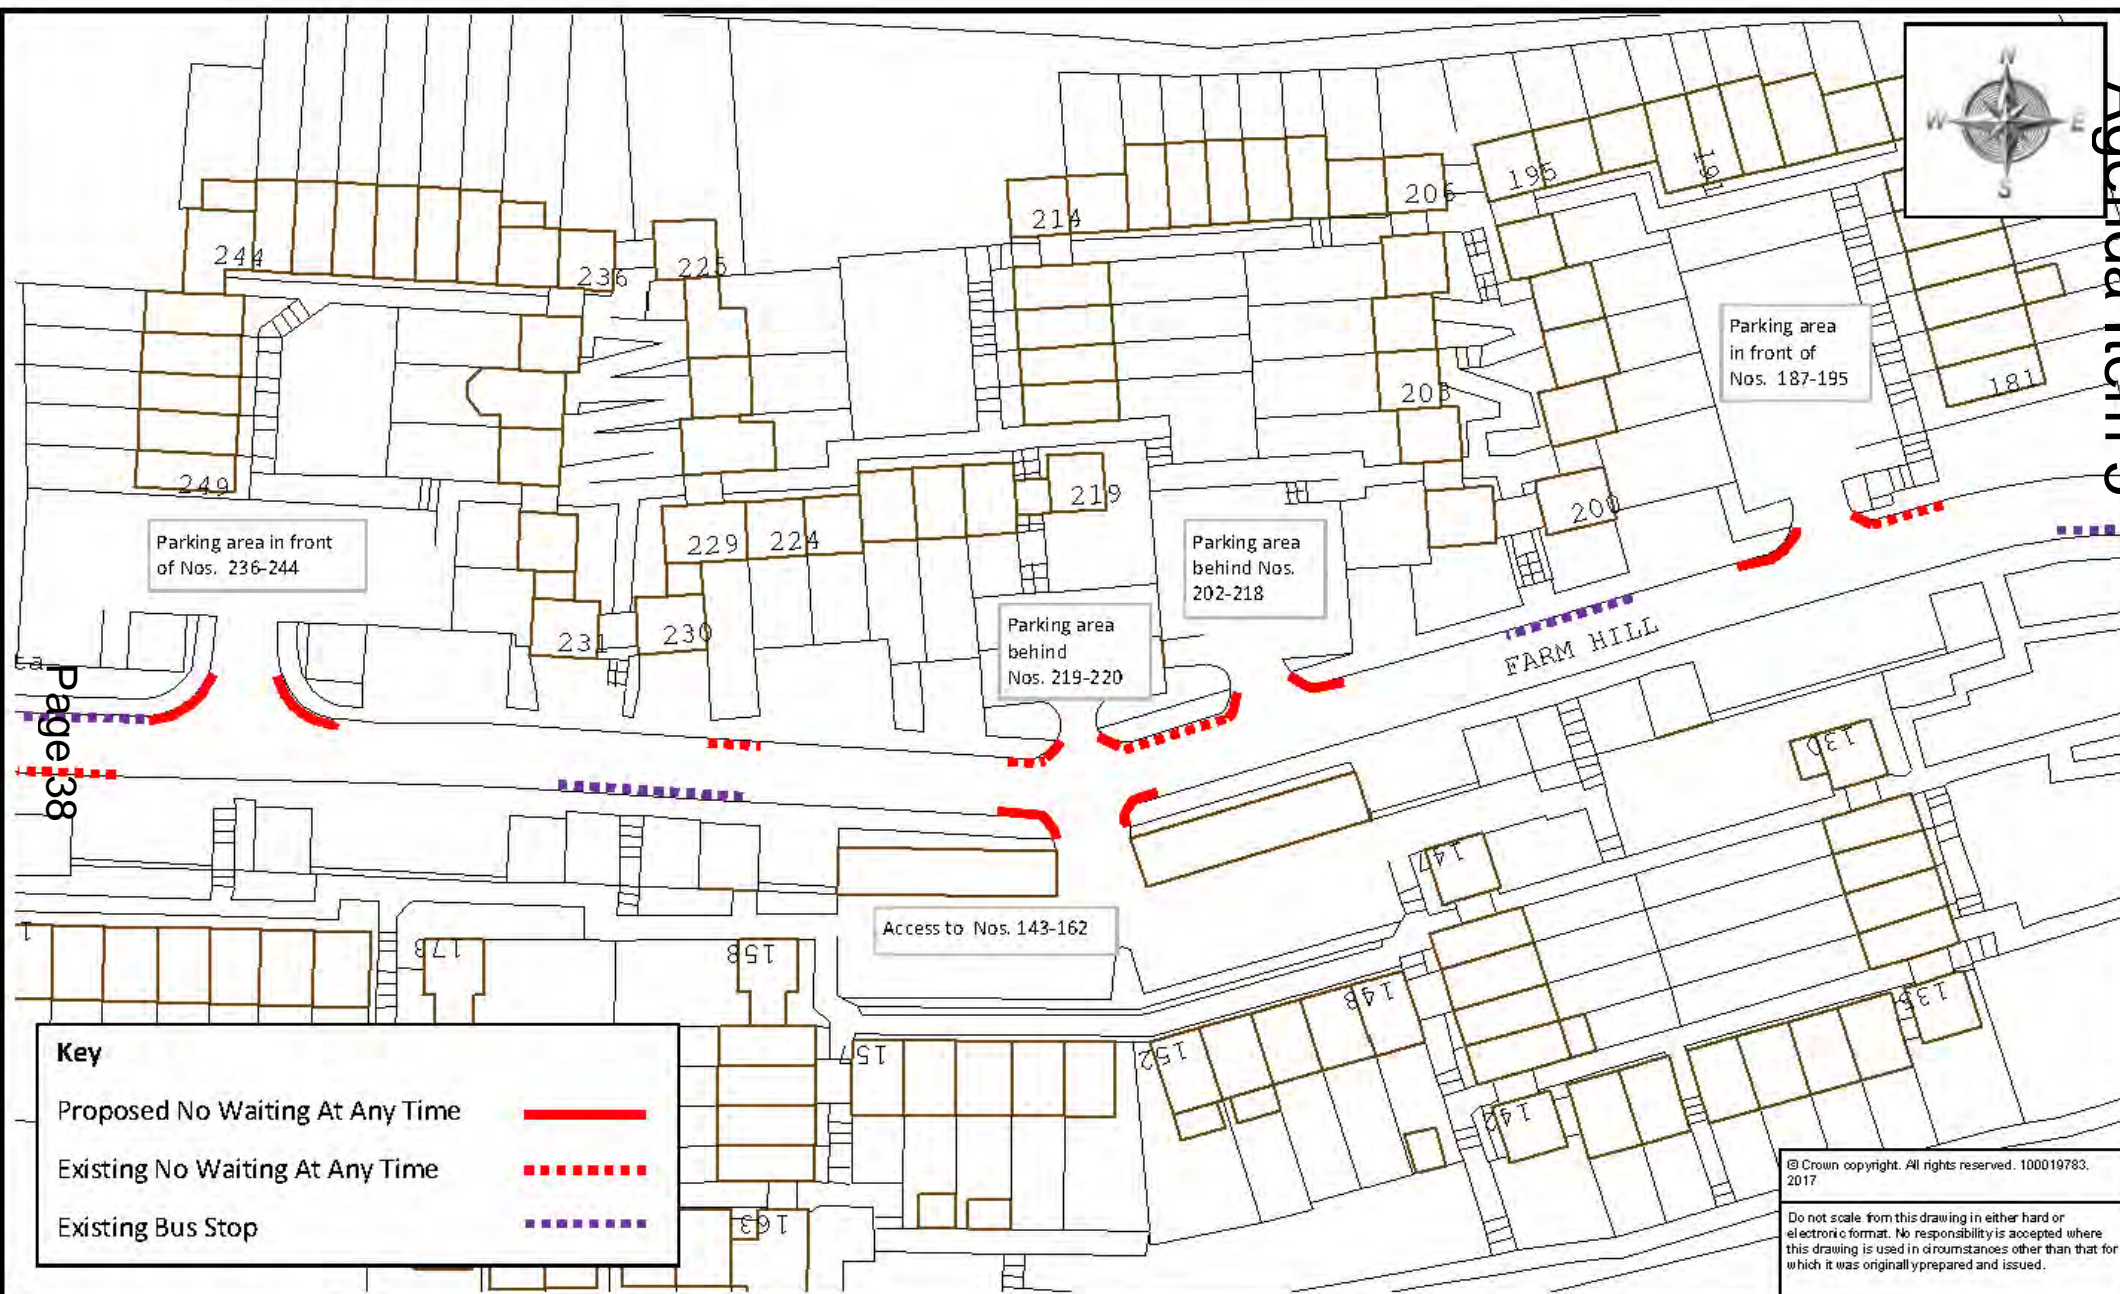 Agenda Item 5
N
W
E
S
195
191
206
214
244
236
225
203
181
249
219
200
229
224
231
230
Parking area
in front of
Nos. 187-195
Parking area in front
of Nos. 236-244
Parking area
behind Nos.
202-218
Parking area
behind
Nos. 219-220
FARM HILL
Page 38
130
147
Access to Nos. 143-162
173
158
148
135
157
152
142
163
1
Key
Proposed No Waiting At Any Time
Existing No Waiting At Any Time
Existing Bus Stop
© Crown copyright. All rights reserved. 100019783.
2017
Do not scale from this drawing in either hard or
electronic format. No responsibility is accepted where
this drawing is used in circumstances other than that for
which it was originally prepared and issued.